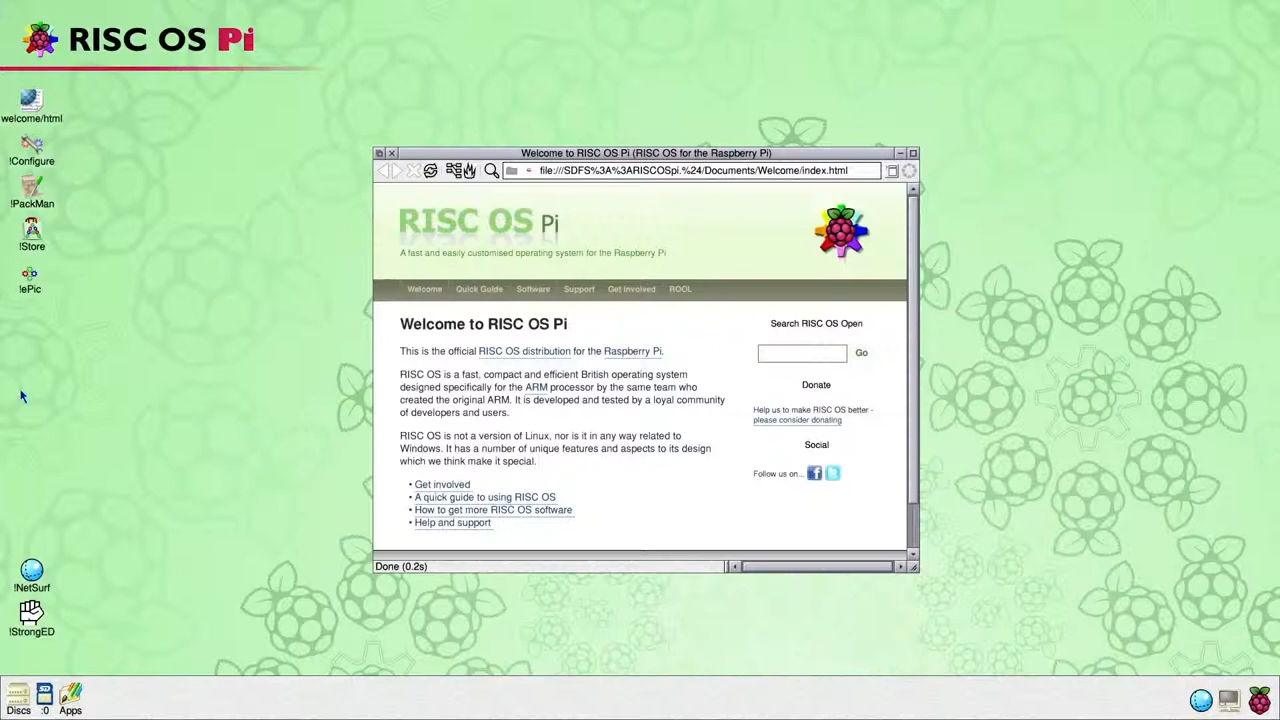 RISC OS Pi
welcome/html
!Configure
!PackMan
!Store
!ePic
!NetSurf
!StrongED
Welcome to RISC OS Pi (RISC OS for the Raspberry Pi)
file:///SDFS%3A%3ARISCOSpi.%24/Documents/Welcome/index.html
RISC OS Pi
A fast and easily customised operating system for the Raspberry Pi
Welcome Quick Guide Software Support Get Involved ROOL
Welcome to RISC OS Pi
This is the official RISC OS distribution for the Raspberry Pi.
RISC OS is a fast, compact and efficient British operating system
designed specifically for the ARM processor by the same team who
created the original ARM. It is developed and tested by a loyal community
of developers and users.
RISC OS is not a version of Linux, nor is it in any way related to
Windows. It has a number of unique features and aspects to its design
which we think make it special.
• Get involved
• A quick guide to using RISC OS
• How to get more RISC OS software
• Help and support
Search RISC OS Open
Go
Donate
Help us to make RISC OS better -
please consider donating
Social
Follow us on...
Done (0.2s)
Discs :0 Apps